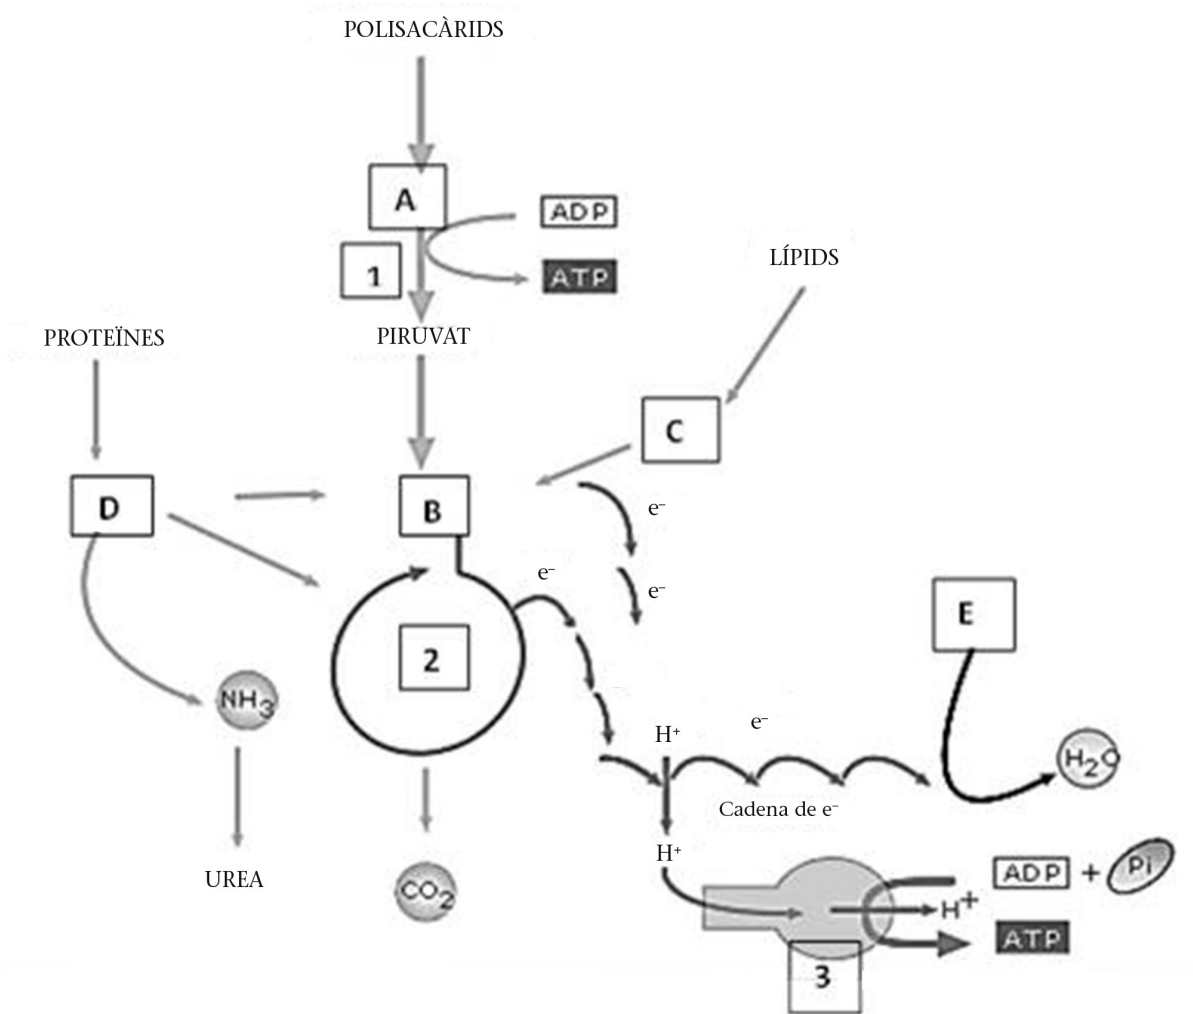 POLISACÀRIDS
A
ADP
1
ATP
LÍPIDS
PROTEÏNES
PIRUVAT
C
D
B
e⁻
e⁻
e⁻
E
2
NH₃
H⁺
e⁻
H₂O
Cadena de e⁻
H⁺
UREA
CO₂
ADP + Pi
H⁺
ATP
3